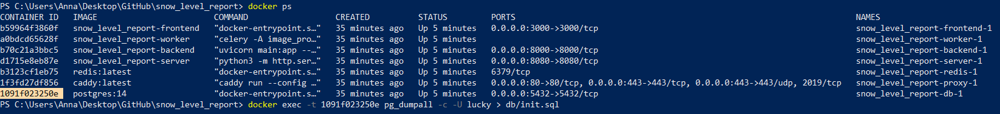 PS C:\Users\Anna\Desktop\GitHub\snow_level_report> docker ps
CONTAINER ID   IMAGE                        COMMAND                  CREATED          STATUS         PORTS                                                                NAMES
b59964f3860f   snow_level_report-frontend   "docker-entrypoint.s…"   35 minutes ago   Up 5 minutes   0.0.0.0:3000->3000/tcp                                               snow_level_report-frontend-1
a0bdcd65628f   snow_level_report-worker     "celery -A image_pro…"   35 minutes ago   Up 5 minutes                                                                        snow_level_report-worker-1
b70c21a3bbc5   snow_level_report-backend    "uvicorn main:app --…"   35 minutes ago   Up 5 minutes   0.0.0.0:8000->8000/tcp                                               snow_level_report-backend-1
d1715e8eb87e   snow_level_report-server     "python3 -m http.ser…"   35 minutes ago   Up 5 minutes   0.0.0.0:8080->8080/tcp                                               snow_level_report-server-1
b3123cf1eb75   redis:latest                 "docker-entrypoint.s…"   35 minutes ago   Up 5 minutes   6379/tcp                                                             snow_level_report-redis-1
1f3fd27df856   caddy:latest                 "caddy run --config …"   35 minutes ago   Up 5 minutes   0.0.0.0:80->80/tcp, 0.0.0.0:443->443/tcp, 0.0.0.0:443->443/udp, 2019/tcp   snow_level_report-proxy-1
1091f023250e   postgres:14                  "docker-entrypoint.s…"   35 minutes ago   Up 5 minutes   0.0.0.0:5432->5432/tcp                                               snow_level_report-db-1
PS C:\Users\Anna\Desktop\GitHub\snow_level_report> docker exec -t 1091f023250e pg_dumpall -c -U lucky > db/init.sql